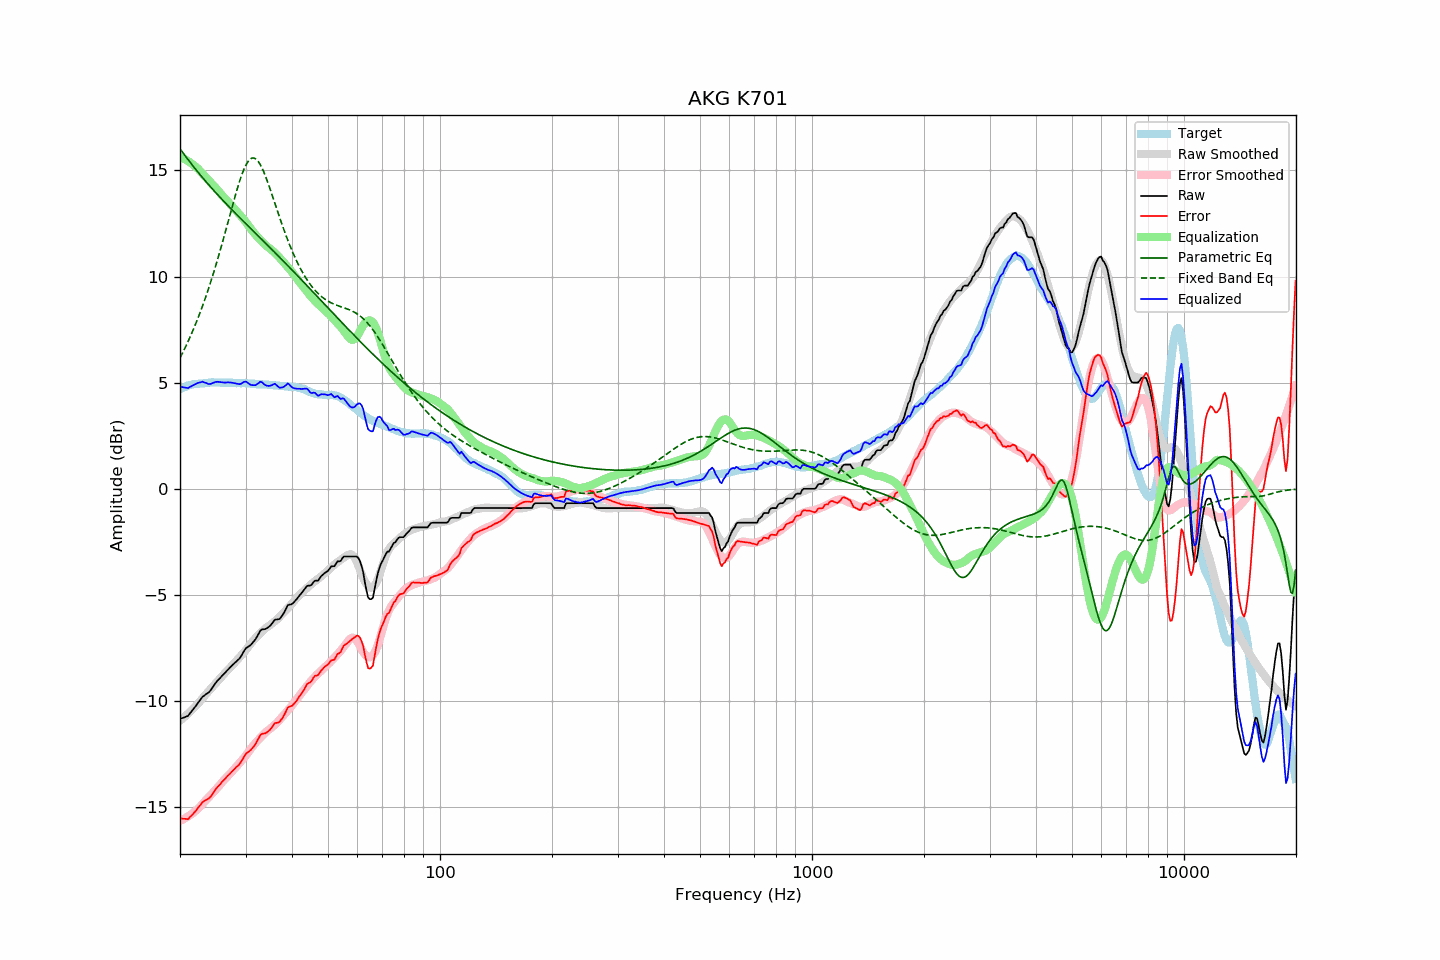 AKG K701
Target
Raw Smoothed
Error Smoothed
Raw
Error
Equalization
Parametric Eq
Fixed Band Eq
Equalized
15
10
5
0
−5
−10
−15
Amplitude (dBr)
100
1000
10000
Frequency (Hz)